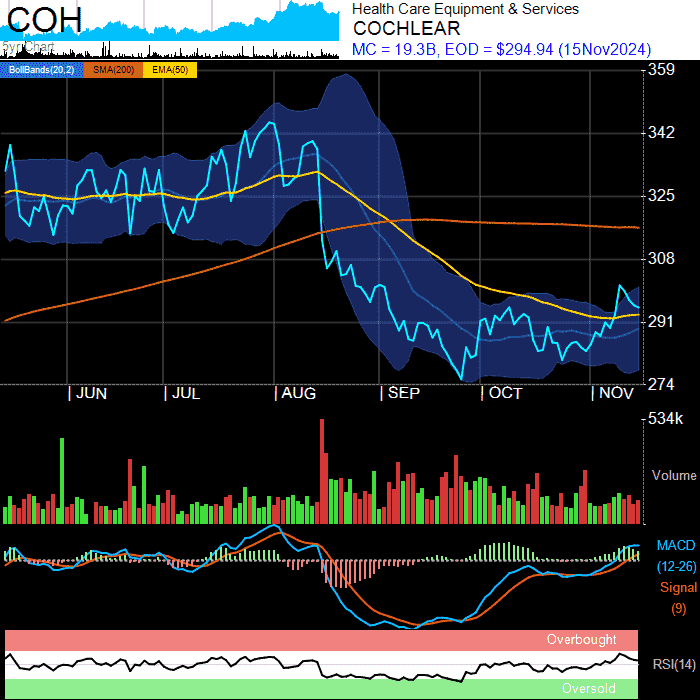 COH
5yr Chart
Health Care Equipment & Services
COCHLEAR
MC = 19.3B, EOD = $294.94 (15Nov2024)
BollBands(20,2) SMA(200) EMA(50)
359
342
325
308
291
274
JUN JUL AUG SEP OCT NOV
534k
Volume
MACD
(12-26)
Signal
(9)
Overbought
RSI(14)
Oversold